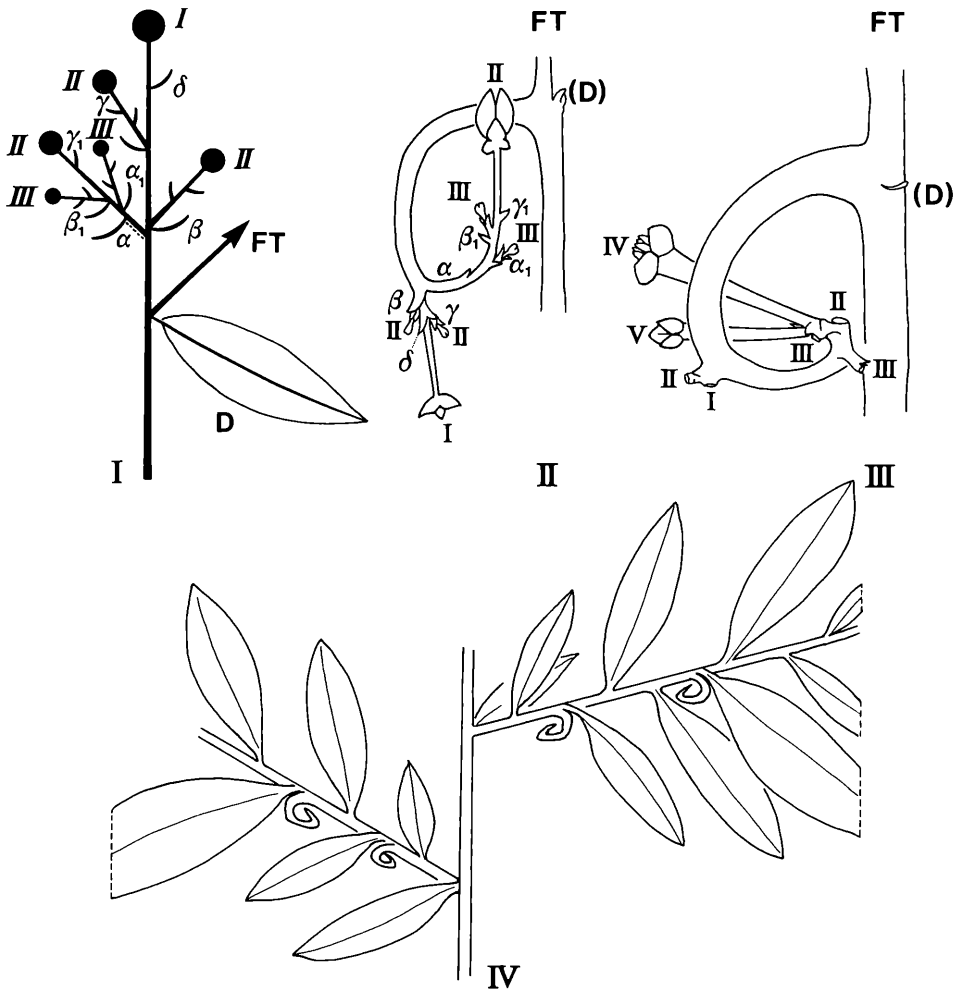 I
δ
II
γ
II
γ₁
III
α₁
II
III
β₁
α
β
FT
D
I
FT
II
(D)
III
γ₁
β₁
III
α₁
α
β
γ
II
II
δ
I
II
FT
(D)
IV
II
V
III
III
II
I
III
IV